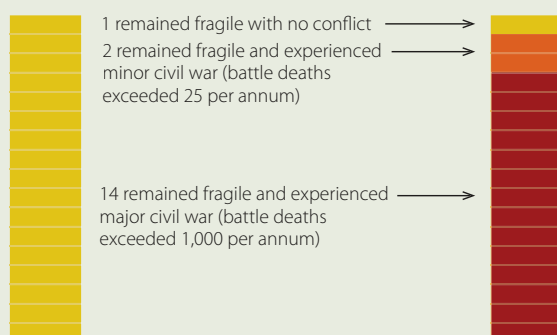 1 remained fragile with no conflict
2 remained fragile and experienced
minor civil war (battle deaths
exceeded 25 per annum)
14 remained fragile and experienced
major civil war (battle deaths
exceeded 1,000 per annum)